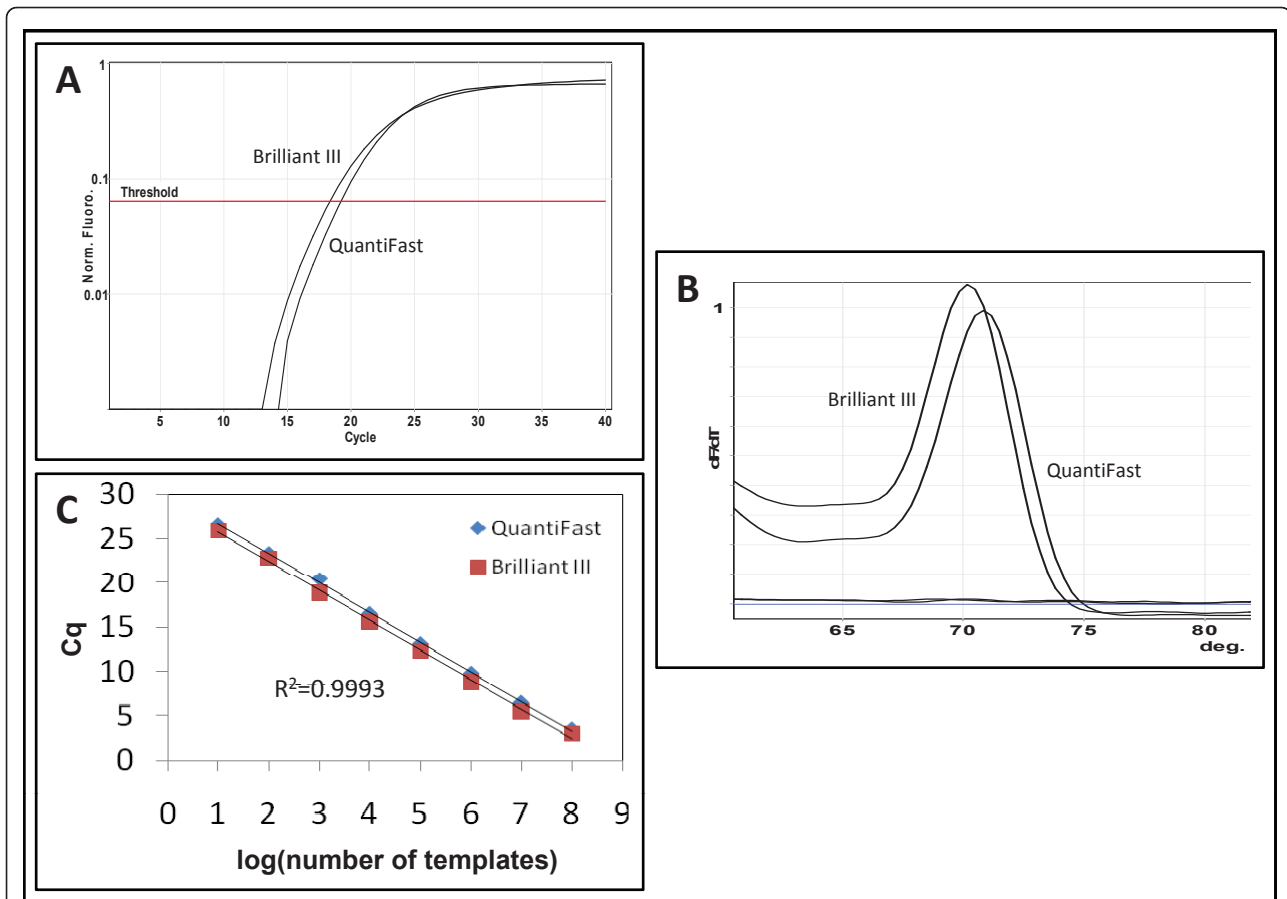 A
1
0.1
0.01
Norm. Fluoro.
Threshold
Brilliant III
QuantiFast
5 10 15 20 25 30 35 40
Cycle
B
1
dF/dT
Brilliant III
QuantiFast
65 70 75 80
deg.
C
30
25
20
15
10
5
0
Cq
QuantiFast
Brilliant III
R²=0.9993
0 1 2 3 4 5 6 7 8 9
log(number of templates)